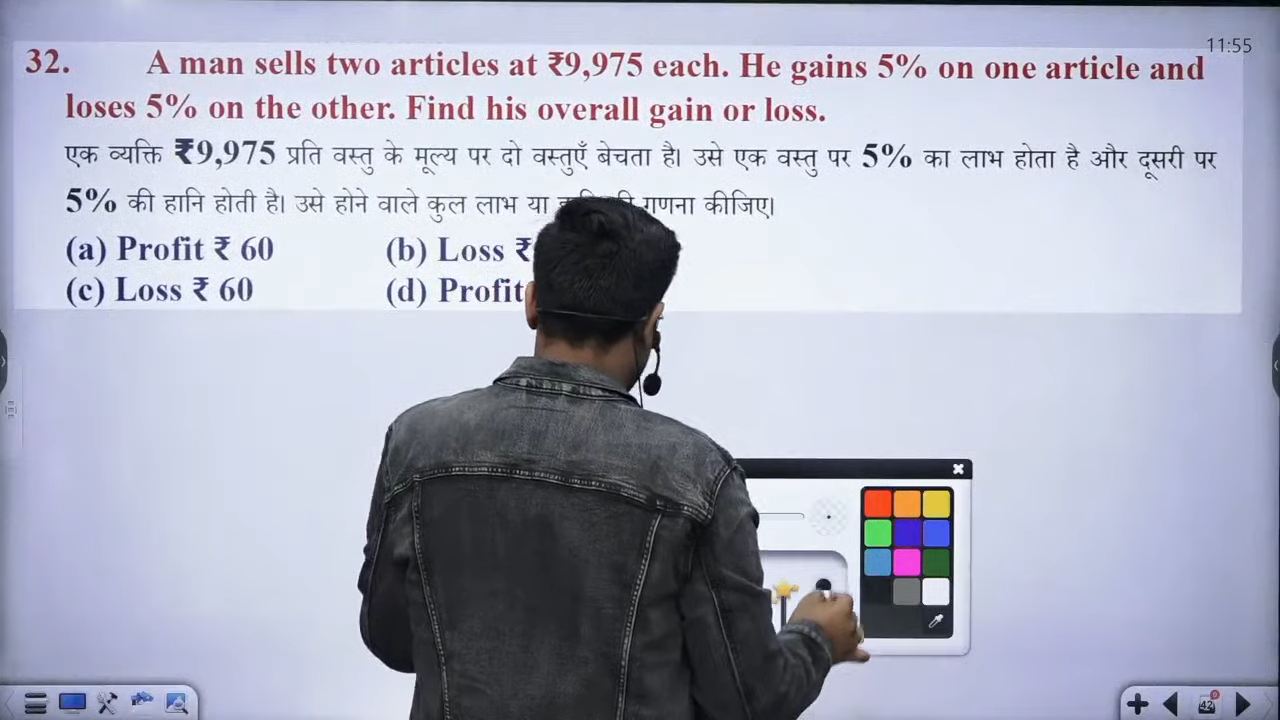 11:55
32. A man sells two articles at ₹9,975 each. He gains 5% on one article and
loses 5% on the other. Find his overall gain or loss.
एक व्यक्ति ₹9,975 प्रति वस्तु के मूल्य पर दो वस्तुएँ बेचता है। उसे एक वस्तु पर 5% का लाभ होता है और दूसरी पर
5% की हानि होती है। उसे होने वाले कुल लाभ या गणना कीजिए।
(a) Profit ₹ 60 (b) Loss ₹
(c) Loss ₹ 60 (d) Profit
42